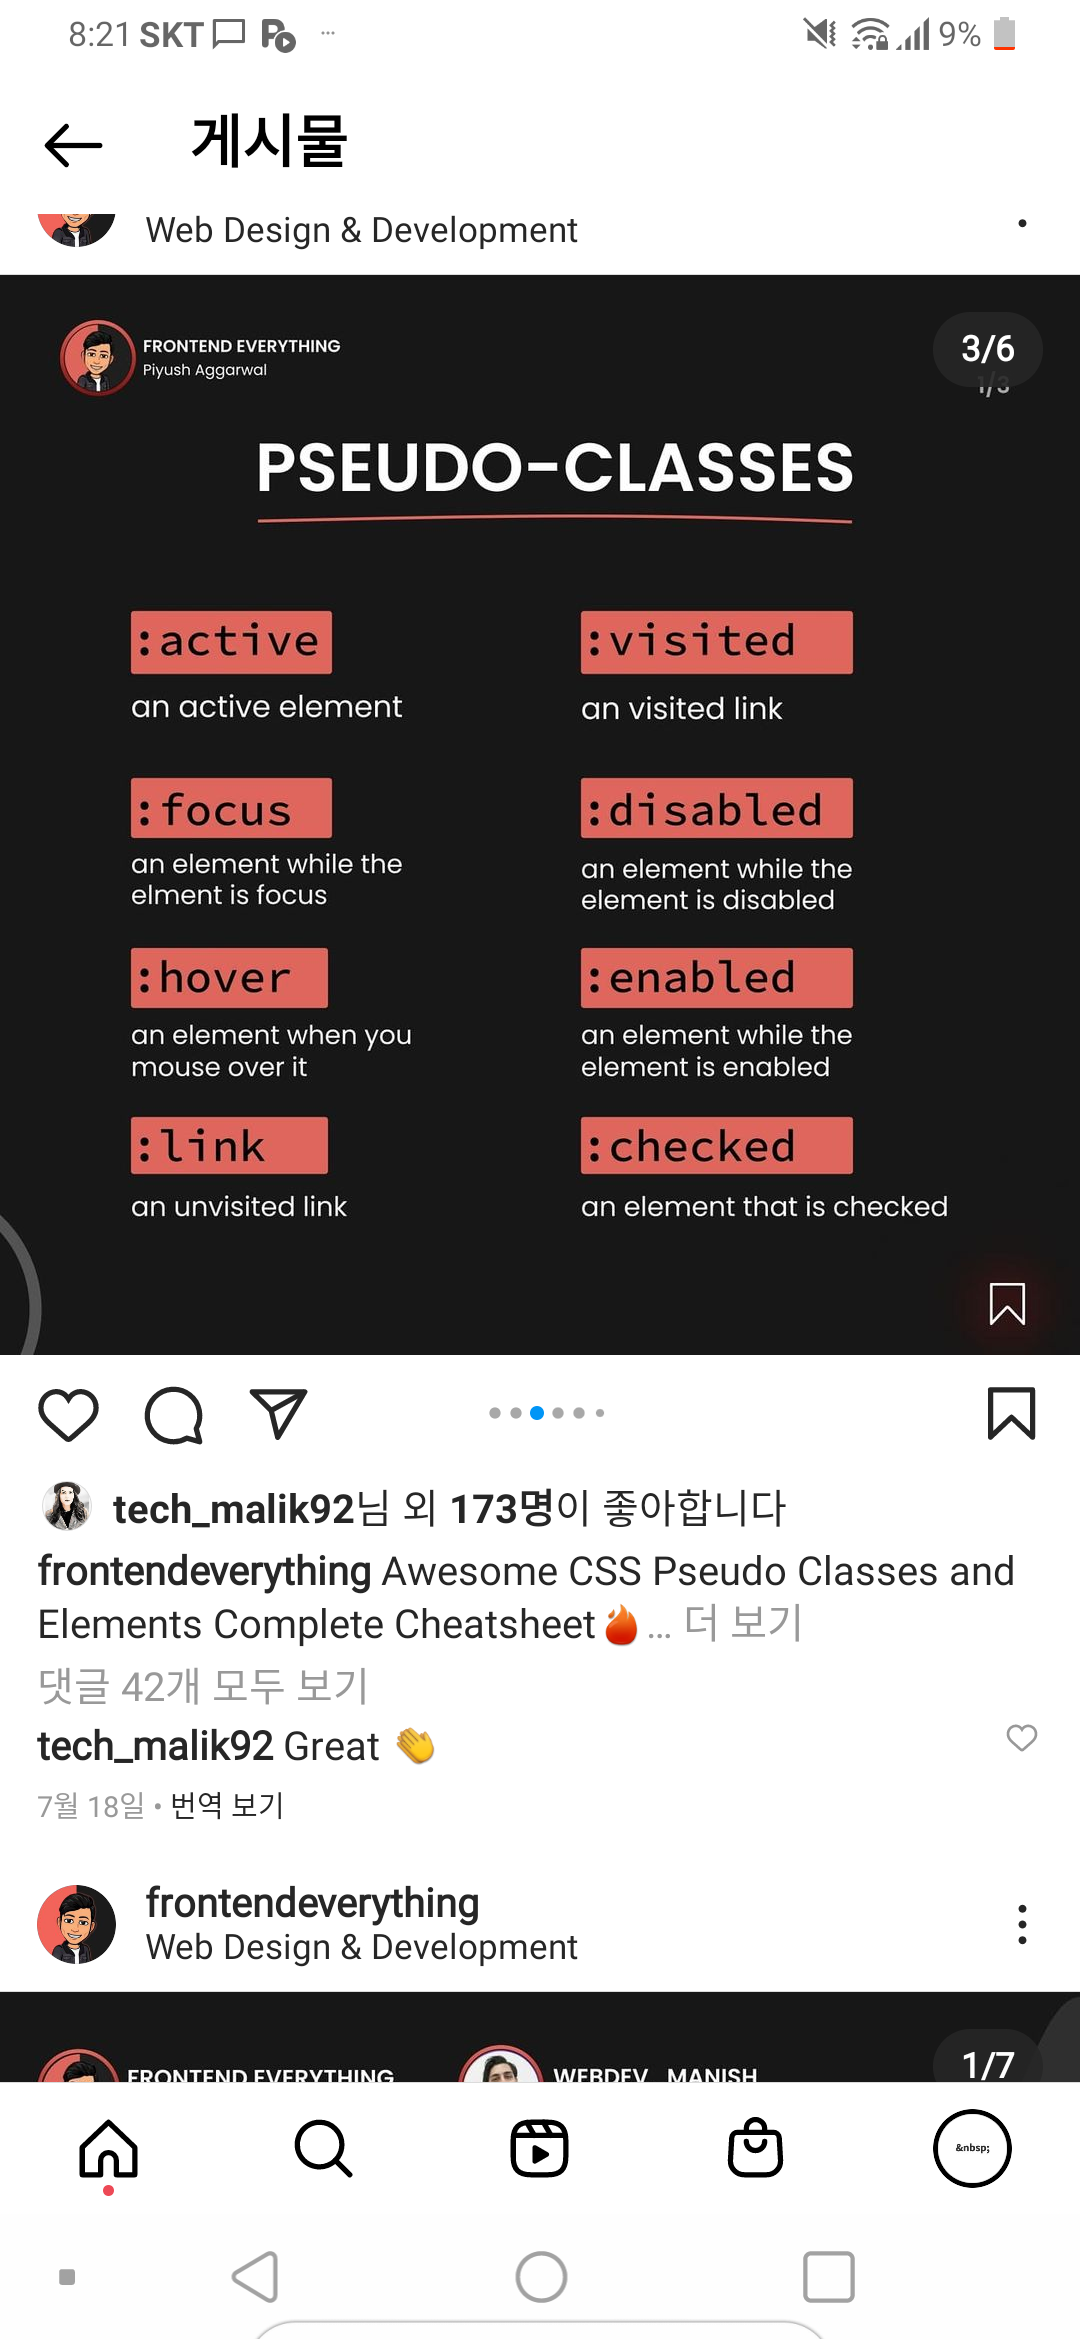 8:21 SKT
9%
게시물
Web Design & Development
FRONTEND EVERYTHING
Piyush Aggarwal
3/6
1/3
PSEUDO-CLASSES
:active
an active element
:visited
an visited link
:focus
an element while the
elment is focus
:disabled
an element while the
element is disabled
:hover
an element when you
mouse over it
:enabled
an element while the
element is enabled
:link
an unvisited link
:checked
an element that is checked
tech_malik92님 외 173명이 좋아합니다
frontendeverything Awesome CSS Pseudo Classes and
Elements Complete Cheatsheet🔥... 더 보기
댓글 42개 모두 보기
tech_malik92 Great 👏
7월 18일 • 번역 보기
frontendeverything
Web Design & Development
FRONTEND EVERYTHING
WEBDEV_MANISH
1/7
&nbsp;